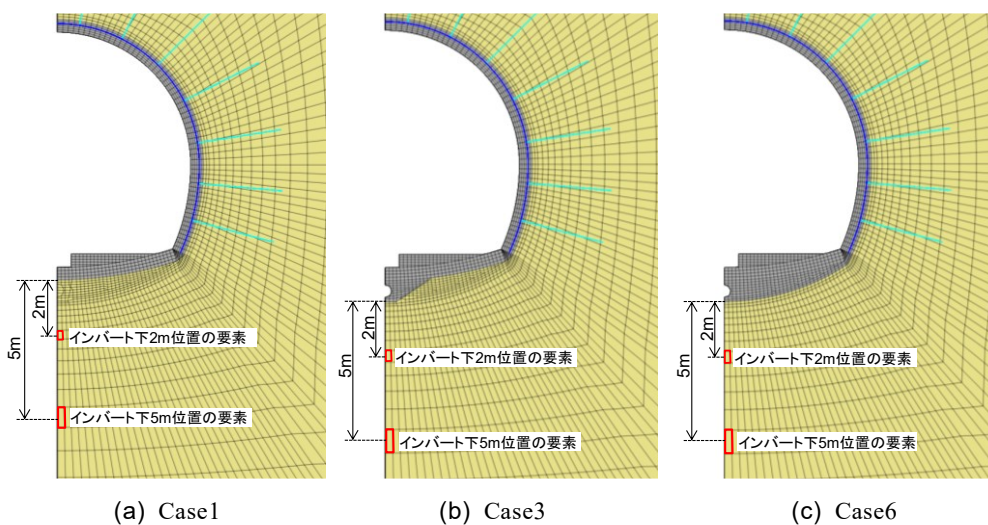 2m
5m
インバート下2m位置の要素
インバート下5m位置の要素
(a) Case1
2m
5m
インバート下2m位置の要素
インバート下5m位置の要素
(b) Case3
2m
5m
インバート下2m位置の要素
インバート下5m位置の要素
(c) Case6